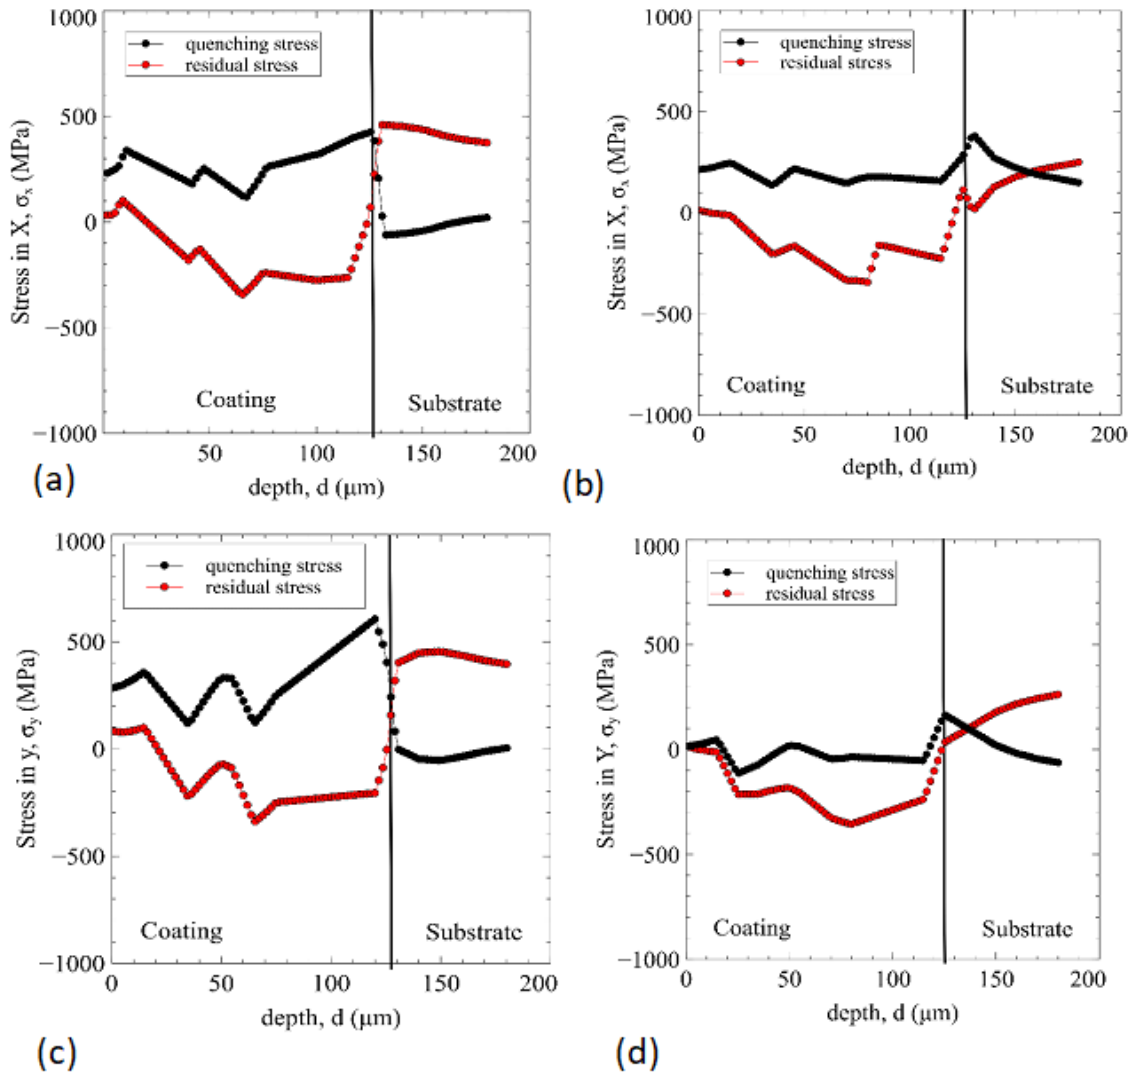 1000
quenching stress
residual stress
500
0
−500
−1000
Stress in X, σx (MPa)
Coating
Substrate
50
100
150
200
depth, d (μm)
(a)
1000
quenching stress
residual stress
500
0
−500
−1000
Stress in X, σx (MPa)
Coating
Substrate
0
50
100
150
200
depth, d (μm)
(b)
1000
quenching stress
residual stress
500
0
−500
−1000
Stress in y, σy (MPa)
Coating
Substrate
0
50
100
150
200
depth, d (μm)
(c)
1000
quenching stress
residual stress
500
0
−500
−1000
Stress in Y, σy (MPa)
Coating
Substrate
0
50
100
150
200
depth, d (μm)
(d)